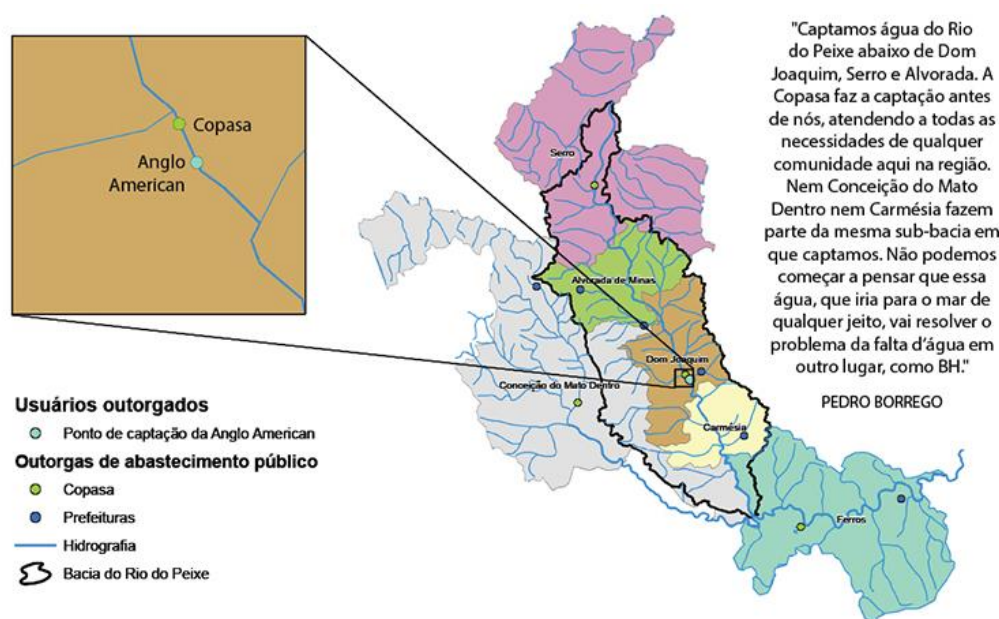 Copasa
Anglo
American
"Captamos água do Rio
do Peixe abaixo de Dom
Joaquim, Serro e Alvorada. A
Copasa faz a captação antes
de nós, atendendo a todas as
necessidades de qualquer
comunidade aqui na região.
Nem Conceição do Mato
Dentro nem Carmésia fazem
parte da mesma sub-bacia em
que captamos. Não podemos
começar a pensar que essa
água, que iria para o mar de
qualquer jeito, vai resolver o
problema da falta d'água em
outro lugar, como BH."
PEDRO BORREGO
Serro
Alvorada de Minas
Dom Joaquim
Conceição do Mato Dentro
Carmésia
Ferros
Usuários outorgados
Ponto de captação da Anglo American
Outorgas de abastecimento público
Copasa
Prefeituras
Hidrografia
Bacia do Rio do Peixe